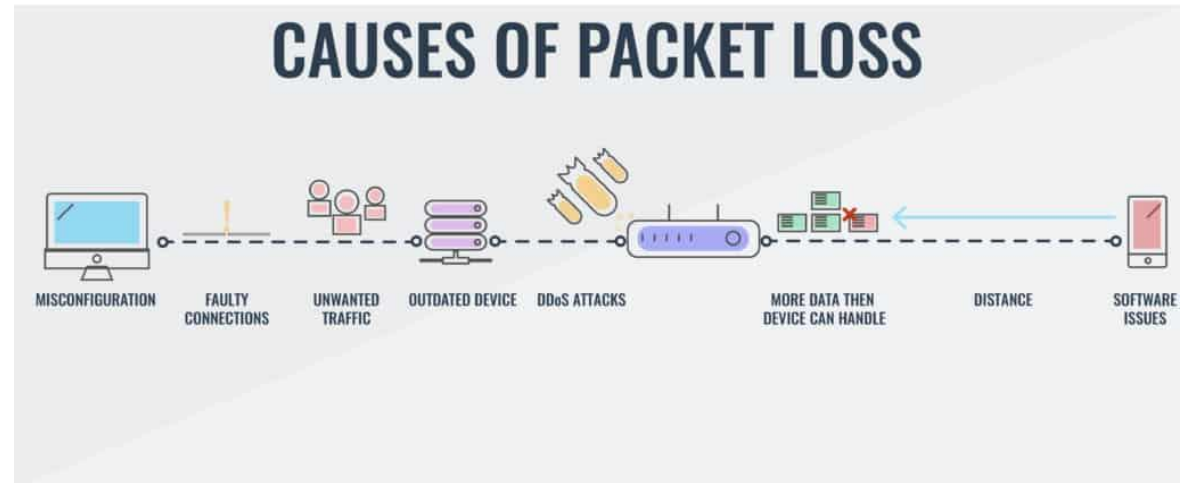 CAUSES OF PACKET LOSS
MISCONFIGURATION
FAULTY
CONNECTIONS
UNWANTED
TRAFFIC
OUTDATED DEVICE
DDoS ATTACKS
MORE DATA THEN
DEVICE CAN HANDLE
DISTANCE
SOFTWARE
ISSUES